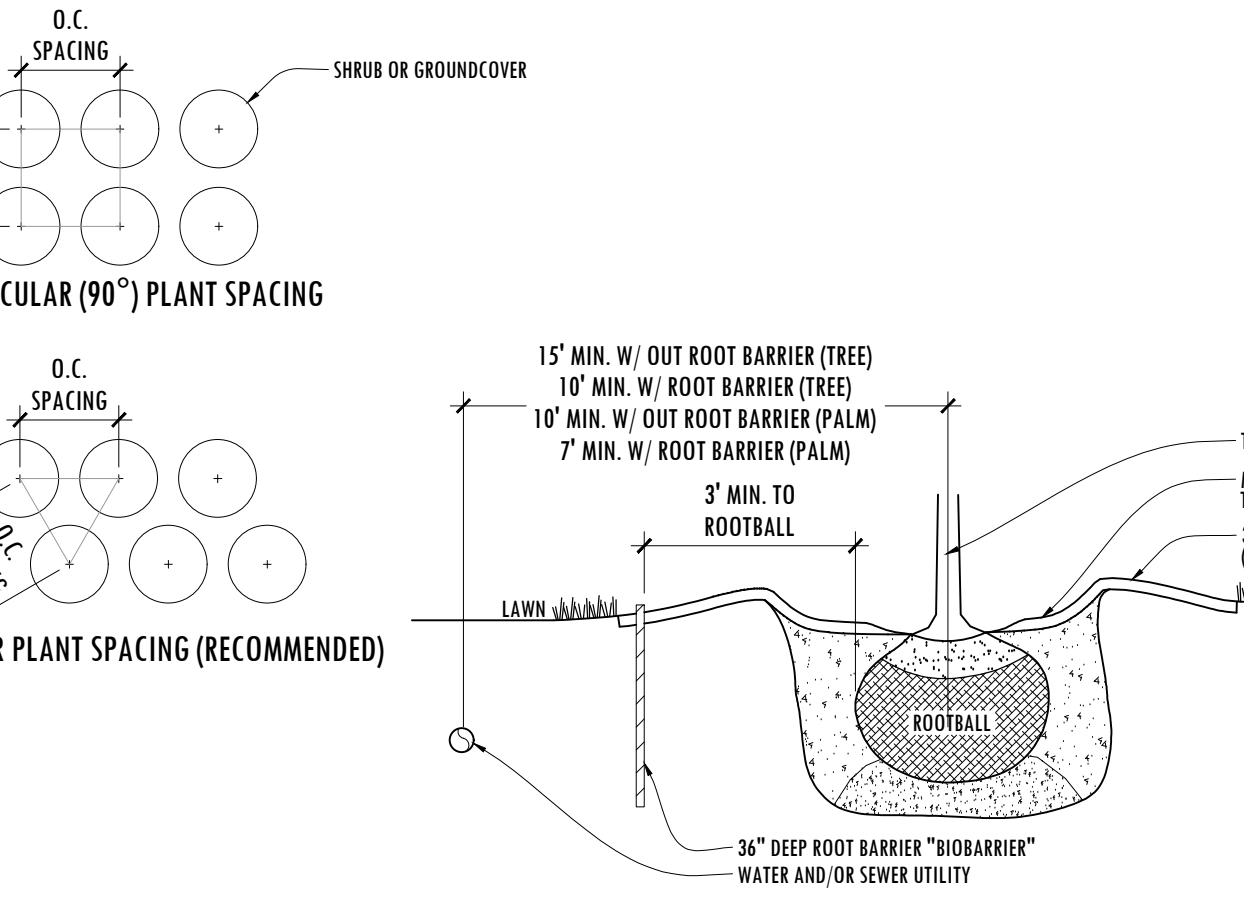 O.C.
SPACING
SHRUB OR GROUNDCOVER
(90°) PLANT SPACING
O.C.
SPACING
O.C.
PLANT SPACING (RECOMMENDED)
15' MIN. W/ OUT ROOT BARRIER (TREE)
10' MIN. W/ ROOT BARRIER (TREE)
10' MIN. W/ OUT ROOT BARRIER (PALM)
7' MIN. W/ ROOT BARRIER (PALM)
3' MIN. TO
ROOTBALL
LAWN
ROOTBALL
36" DEEP ROOT BARRIER "BIOBARRIER"
WATER AND/OR SEWER UTILITY